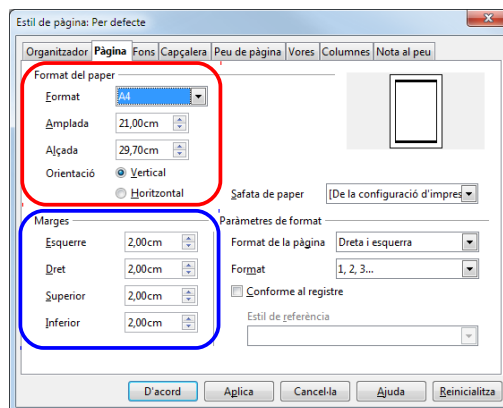 Estil de pàgina: Per defecte
Organitzador Pàgina Fons Capçalera Peu de pàgina Vores Columnes Nota al peu
Format del paper
Format A4
Amplada 21,00cm
Alçada 29,70cm
Orientació Vertical
Horitzontal
Safata de paper [De la configuració d'impres
Marges
Esquerre 2,00cm
Dret 2,00cm
Superior 2,00cm
Inferior 2,00cm
Paràmetres de format
Format de la pàgina Dreta i esquerra
Format 1, 2, 3...
Conforme al registre
Estil de referència
D'acord Aplica Cancel·la Ajuda Reinicialitza